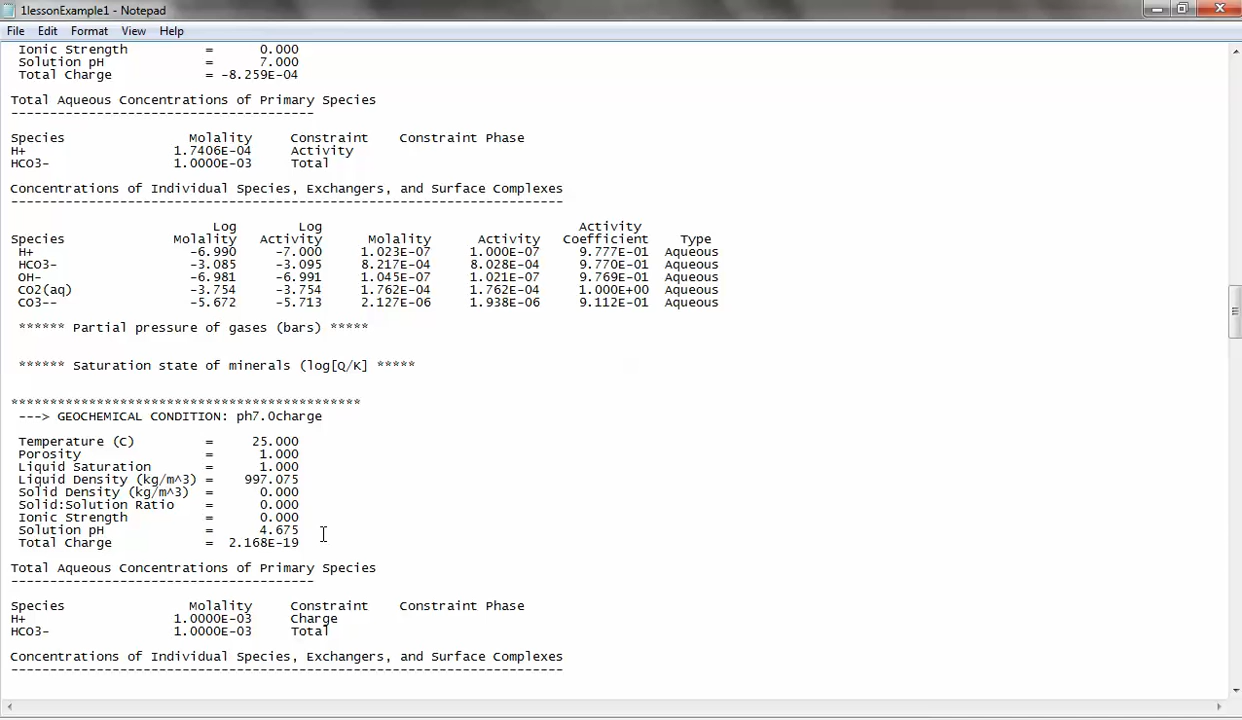 1lessonExample1 - Notepad
File Edit Format View Help
Ionic Strength = 0.000
Solution pH = 7.000
Total Charge = -8.259E-04
Total Aqueous Concentrations of Primary Species
---------------------------------------
Species Molality Constraint Constraint Phase
H+ 1.7406E-04 Activity
HCO3- 1.0000E-03 Total
Concentrations of Individual Species, Exchangers, and Surface Complexes
-----------------------------------------------------------------------
Log Log Activity
Species Molality Activity Molality Activity Coefficient Type
H+ -6.990 -7.000 1.023E-07 1.000E-07 9.777E-01 Aqueous
HCO3- -3.085 -3.095 8.217E-04 8.028E-04 9.770E-01 Aqueous
OH- -6.981 -6.991 1.045E-07 1.021E-07 9.769E-01 Aqueous
CO2(aq) -3.754 -3.754 1.762E-04 1.762E-04 1.000E+00 Aqueous
CO3-- -5.672 -5.713 2.127E-06 1.938E-06 9.112E-01 Aqueous
****** Partial pressure of gases (bars) *****
****** Saturation state of minerals (log[Q/K] *****
*********************************************
---> GEOCHEMICAL CONDITION: ph7.0charge
Temperature (C) = 25.000
Porosity = 1.000
Liquid Saturation = 1.000
Liquid Density (kg/m^3) = 997.075
Solid Density (kg/m^3) = 0.000
Solid:Solution Ratio = 0.000
Ionic Strength = 0.000
Solution pH = 4.675
Total Charge = 2.168E-19
Total Aqueous Concentrations of Primary Species
---------------------------------------
Species Molality Constraint Constraint Phase
H+ 1.0000E-03 Charge
HCO3- 1.0000E-03 Total
Concentrations of Individual Species, Exchangers, and Surface Complexes
-----------------------------------------------------------------------